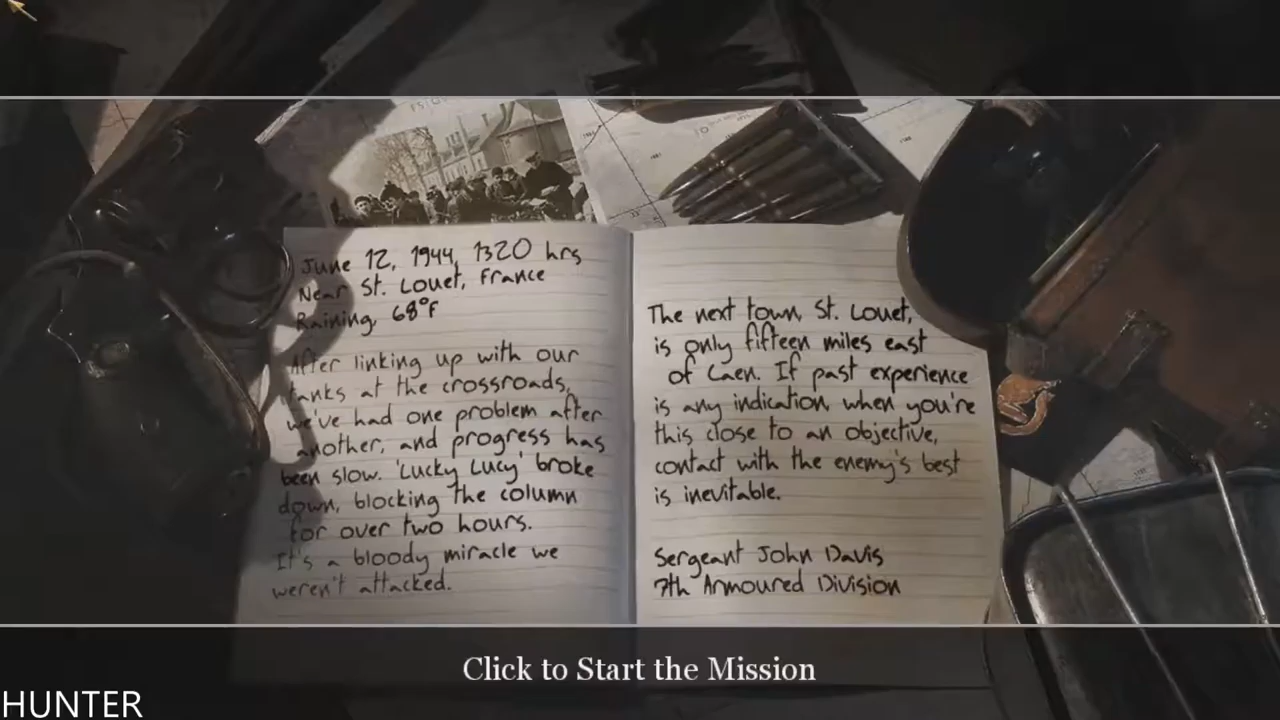 June 12, 1944, 1320 hrs
Near St. Louet, France
Raining, 68°F
After linking up with our
tanks at the crossroads,
we've had one problem after
another, and progress has
been slow. 'Lucky Lucy' broke
down, blocking the column
for over two hours.
It's a bloody miracle we
weren't attacked.
The next town, St. Louet,
is only fifteen miles east
of Caen. If past experience
is any indication, when you're
this close to an objective,
contact with the enemy's best
is inevitable.
Sergeant John Davis
7th Armoured Division
Click to Start the Mission
HUNTER